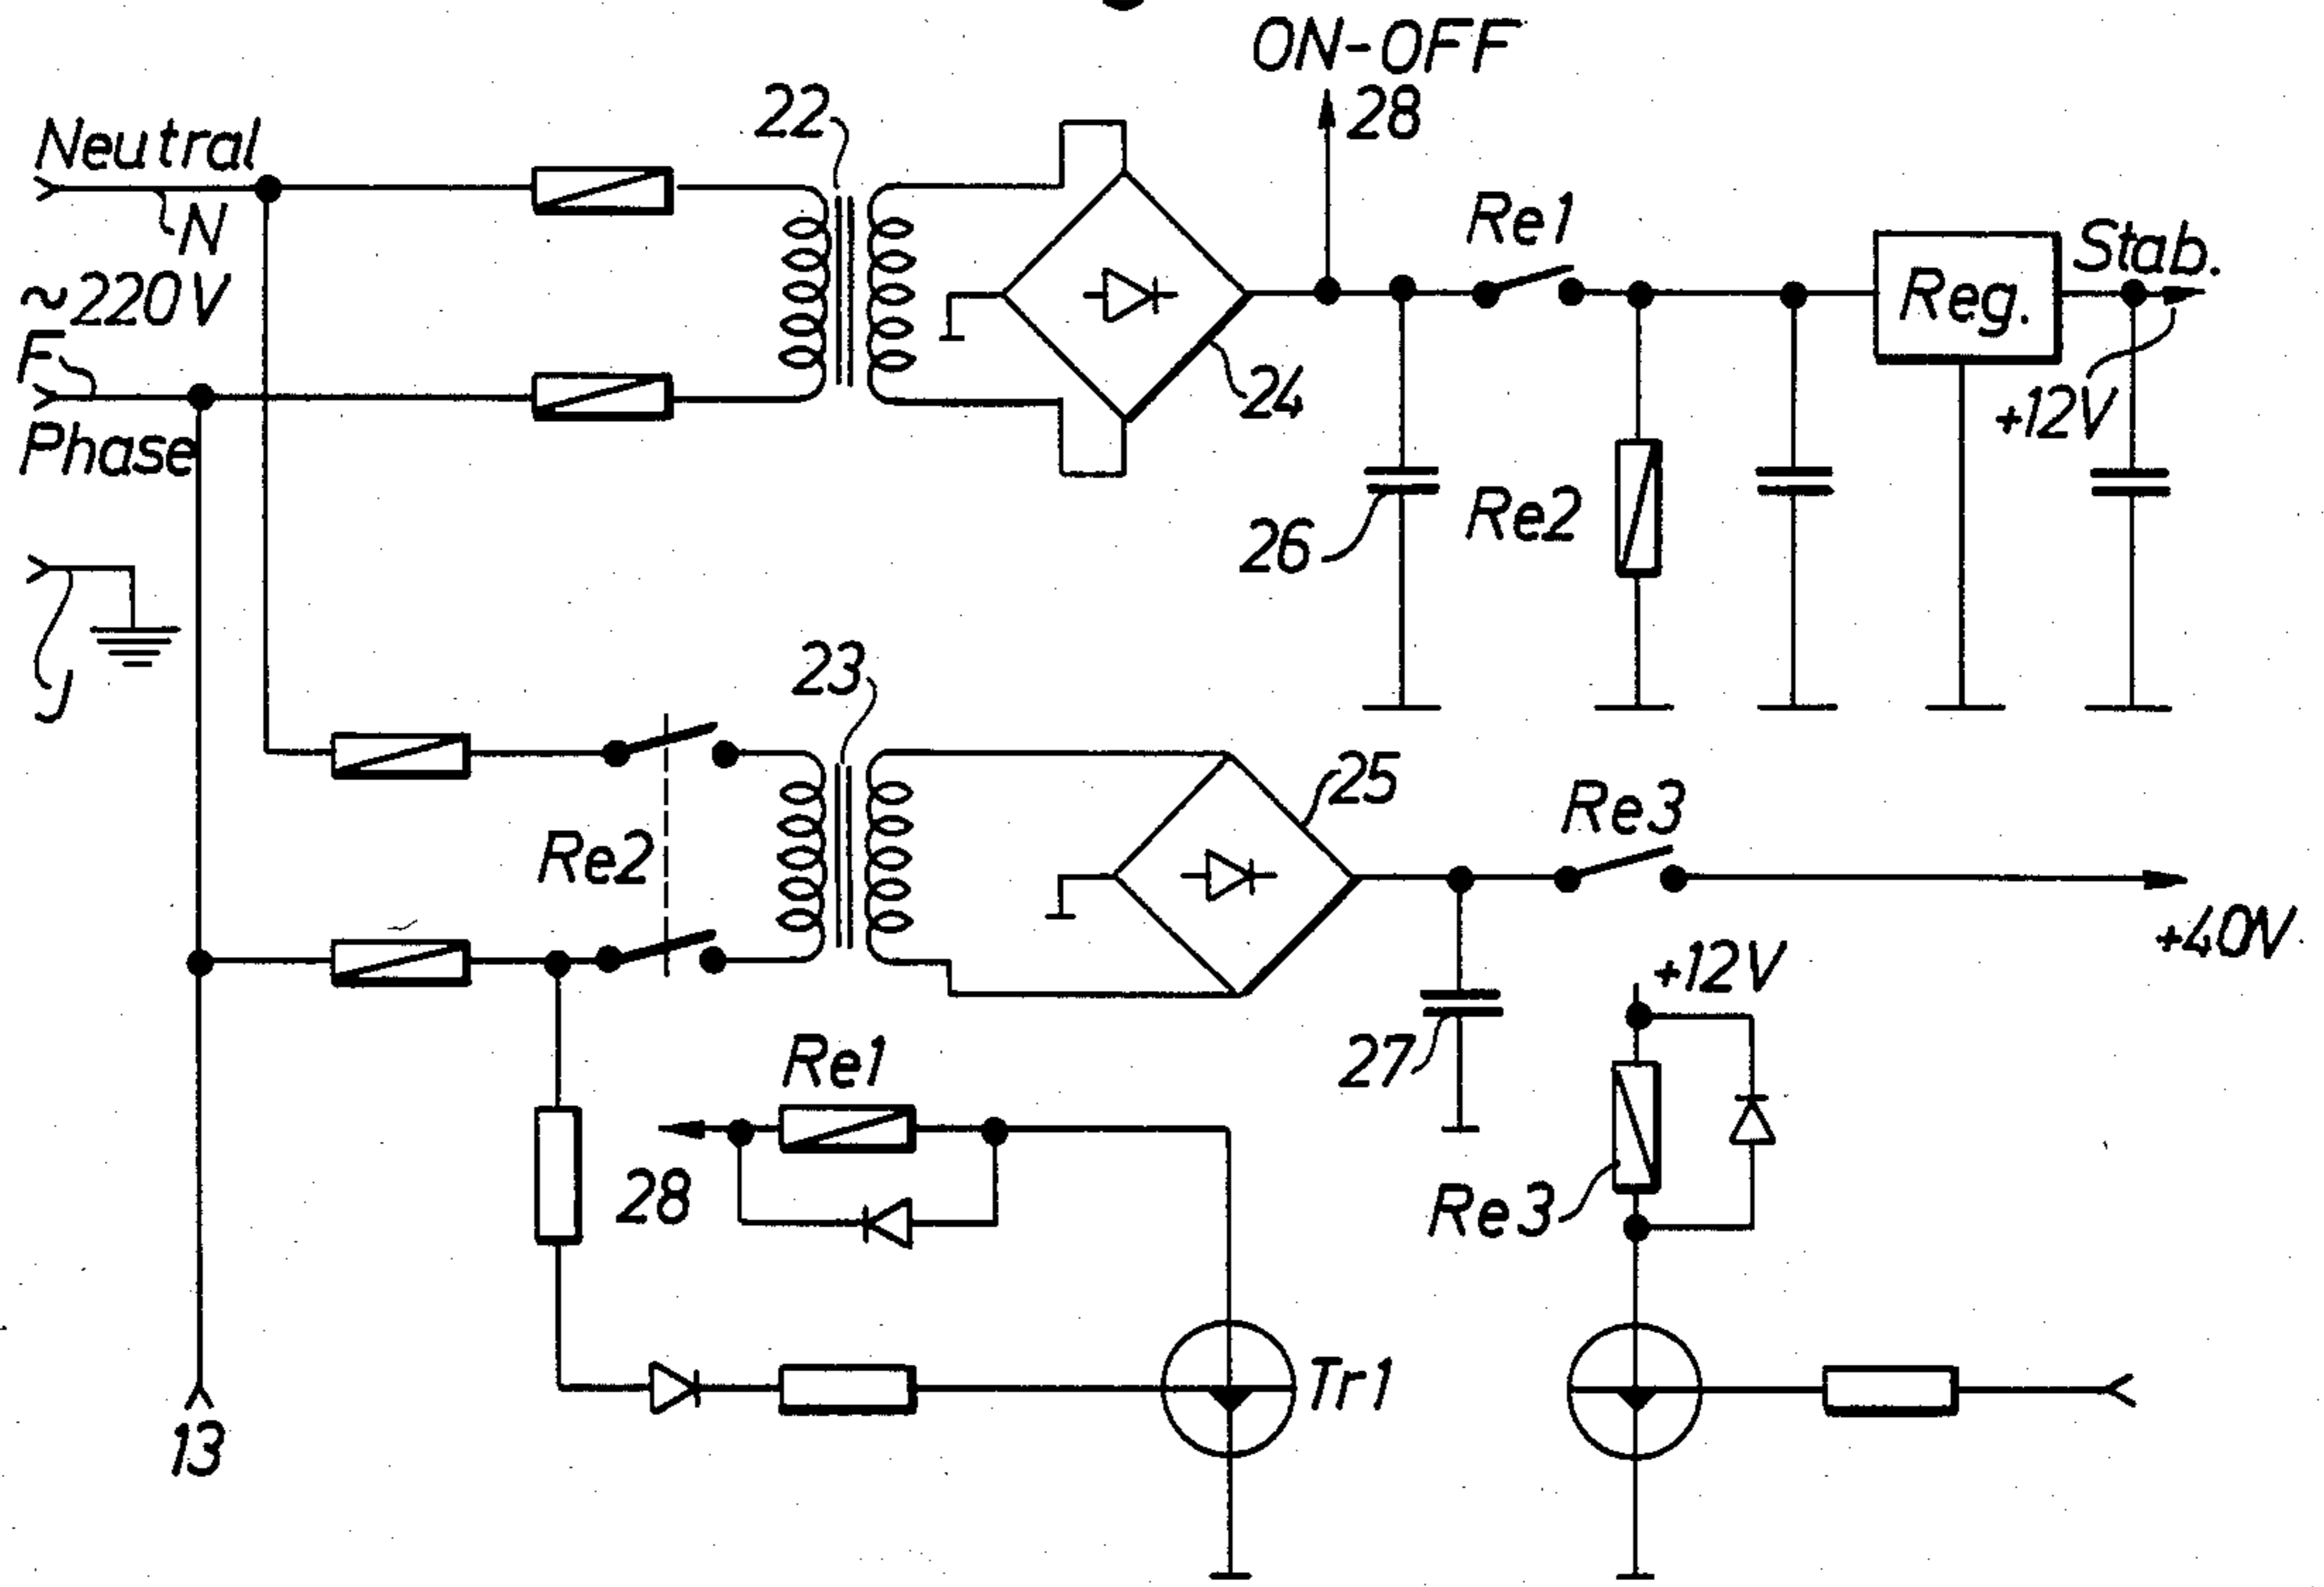 ON-OFF
28
22
Neutral
N
~220V
F
Phase
Re1
Reg.
Stab.
+12V
24
26
Re2
J
23
25
Re3
Re2
+40V
+12V
27
Re1
28
Re3
Tr1
13